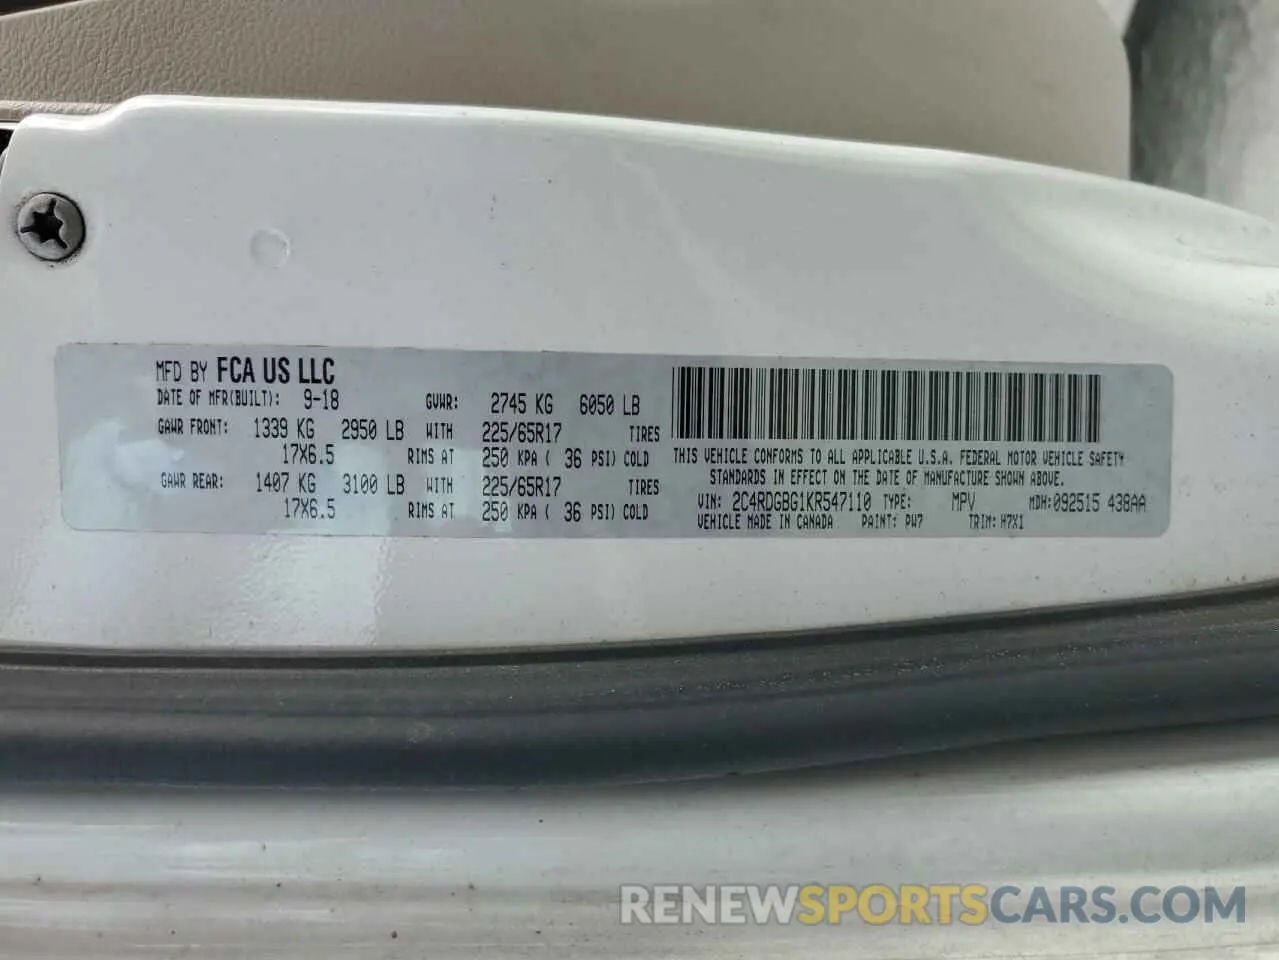 MFD BY FCA US LLC
DATE OF MFR(BUILT): 9-18 GVWR: 2745 KG 6050 LB
GAWR FRONT: 1339 KG 2950 LB WITH 225/65R17 TIRES
17X6.5 RIMS AT 250 KPA ( 36 PSI) COLD
GAWR REAR: 1407 KG 3100 LB WITH 225/65R17 TIRES
17X6.5 RIMS AT 250 KPA ( 36 PSI) COLD
THIS VEHICLE CONFORMS TO ALL APPLICABLE U.S.A. FEDERAL MOTOR VEHICLE SAFETY
STANDARDS IN EFFECT ON THE DATE OF MANUFACTURE SHOWN ABOVE.
VIN: 2C4RDGBG1KR547110 TYPE: MPV MDH:092515 438AA
VEHICLE MADE IN CANADA PAINT: PW7 TRIM: H7X1
RENEWSPORTSCARS.COM